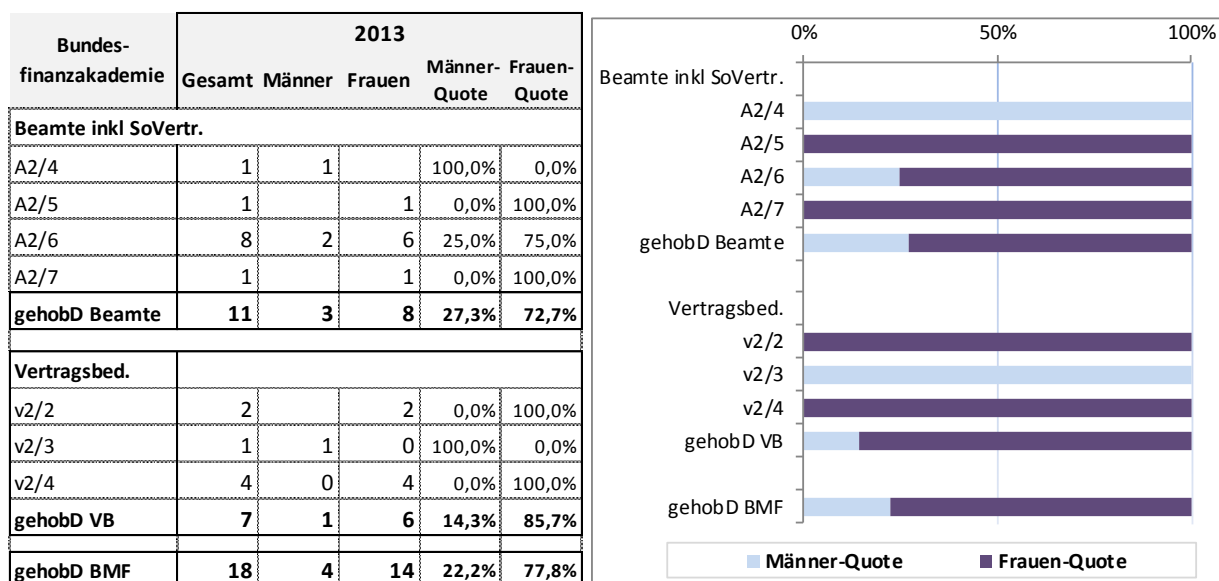 Bundes-
finanzakademie
2013
Gesamt Männer Frauen Männer-Quote Frauen-Quote
Beamte inkl SoVertr.
A2/4 1 1 100,0% 0,0%
A2/5 1 1 0,0% 100,0%
A2/6 8 2 6 25,0% 75,0%
A2/7 1 1 0,0% 100,0%
gehobD Beamte 11 3 8 27,3% 72,7%
Vertragsbed.
v2/2 2 2 0,0% 100,0%
v2/3 1 1 0 100,0% 0,0%
v2/4 4 0 4 0,0% 100,0%
gehobD VB 7 1 6 14,3% 85,7%
gehobD BMF 18 4 14 22,2% 77,8%
0% 50% 100%
Beamte inkl SoVertr.
A2/4
A2/5
A2/6
A2/7
gehobD Beamte
Vertragsbed.
v2/2
v2/3
v2/4
gehobD VB
gehobD BMF
Männer-Quote Frauen-Quote